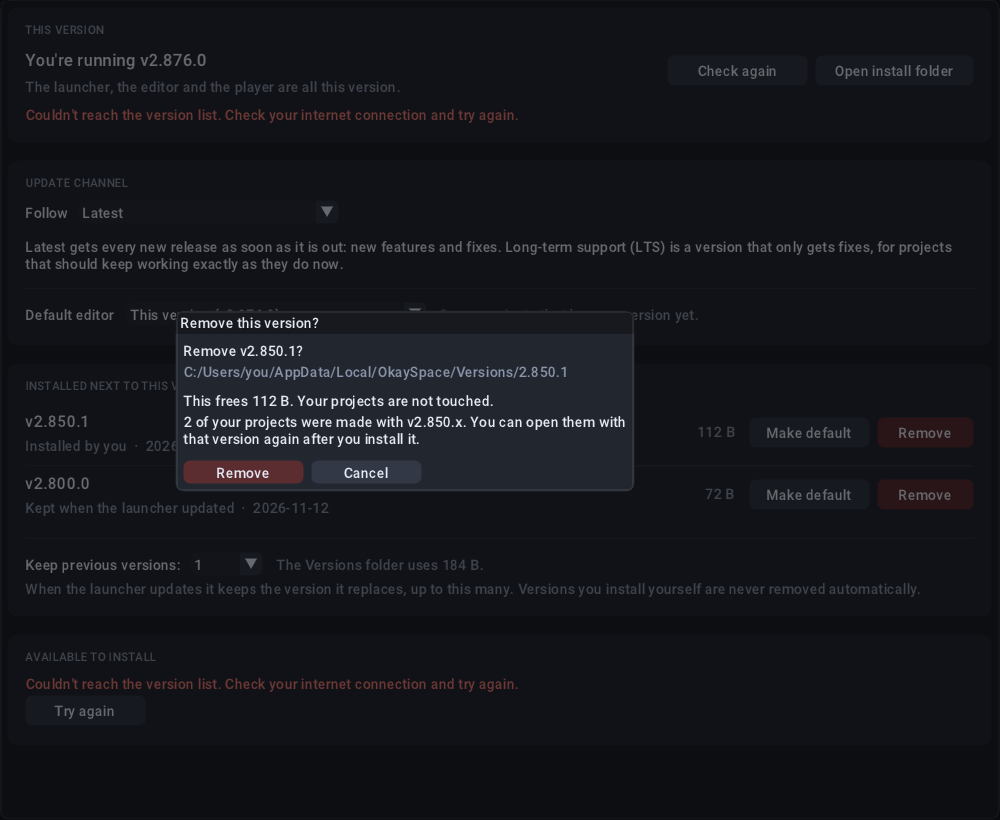 THIS VERSION
You're running v2.876.0
The launcher, the editor and the player are all this version.
Couldn't reach the version list. Check your internet connection and try again.
Check again
Open install folder
UPDATE CHANNEL
Follow
Latest
Latest gets every new release as soon as it is out: new features and fixes. Long-term support (LTS) is a version that only gets fixes, for projects
that should keep working exactly as they do now.
Default editor
This
ersion yet.
Remove this version?
Remove v2.850.1?
C:/Users/you/AppData/Local/OkaySpace/Versions/2.850.1
This frees 112 B. Your projects are not touched.
2 of your projects were made with v2.850.x. You can open them with
that version again after you install it.
Remove
Cancel
INSTALLED NEXT TO THIS V
v2.850.1
Installed by you · 2026
112 B
Make default
Remove
v2.800.0
Kept when the launcher updated · 2026-11-12
72 B
Make default
Remove
Keep previous versions:
1
The Versions folder uses 184 B.
When the launcher updates it keeps the version it replaces, up to this many. Versions you install yourself are never removed automatically.
AVAILABLE TO INSTALL
Couldn't reach the version list. Check your internet connection and try again.
Try again